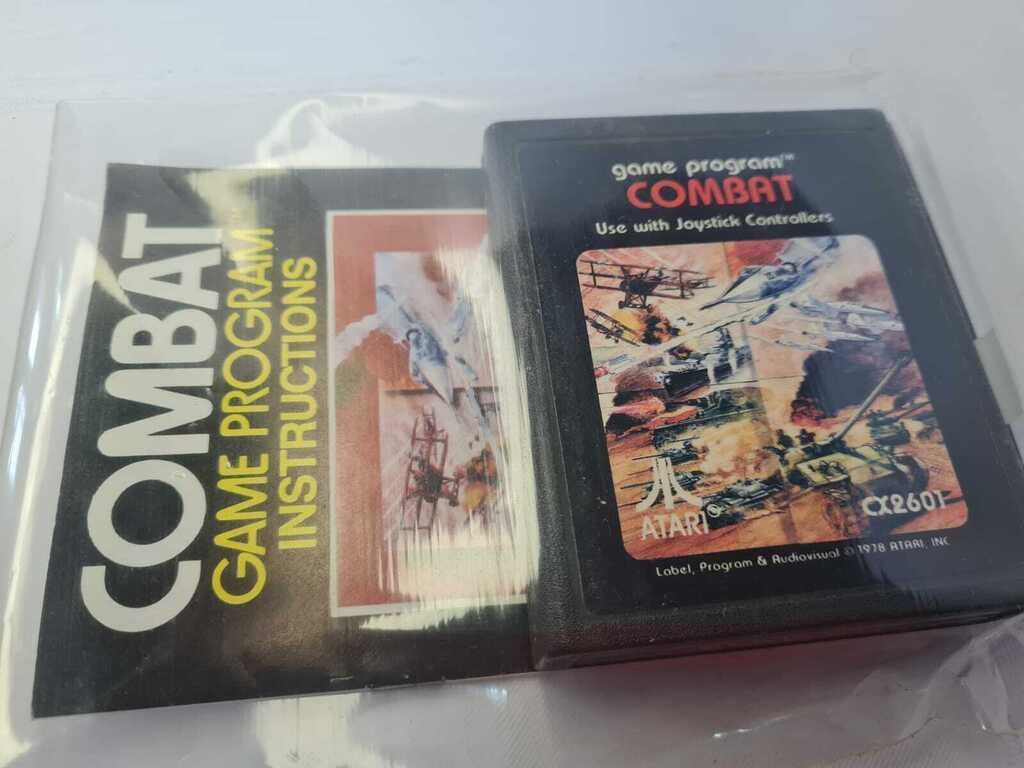 COMBAT
GAME PROGRAM™
INSTRUCTIONS
game program™
COMBAT
Use with Joystick Controllers
ATARI®
CX2601
Label, Program & Audiovisual © 1978 ATARI, INC.